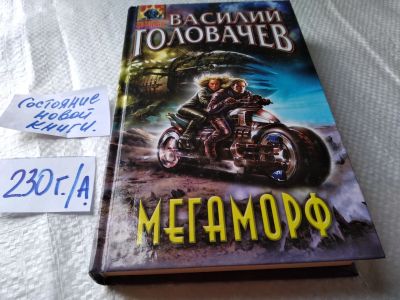 ВАСИЛИЙ
ГОЛОВАЧЕВ
МЕГАМОРФ
Состояние
новой
книги.
230 г./А